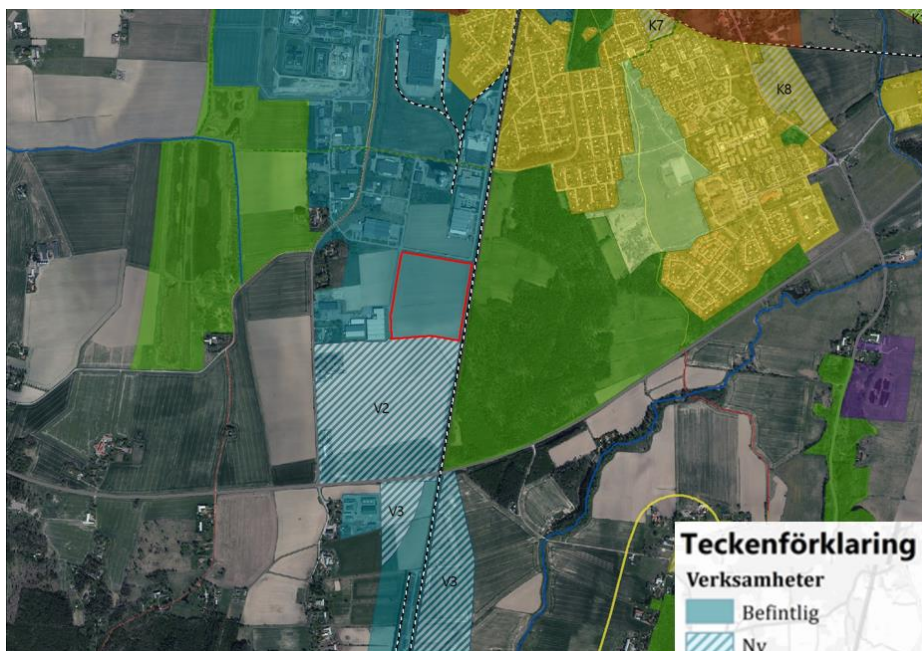 K7
K
K8
V2
V3
V3
Teckenförklaring
Verksamheter
Befintlig
Ny